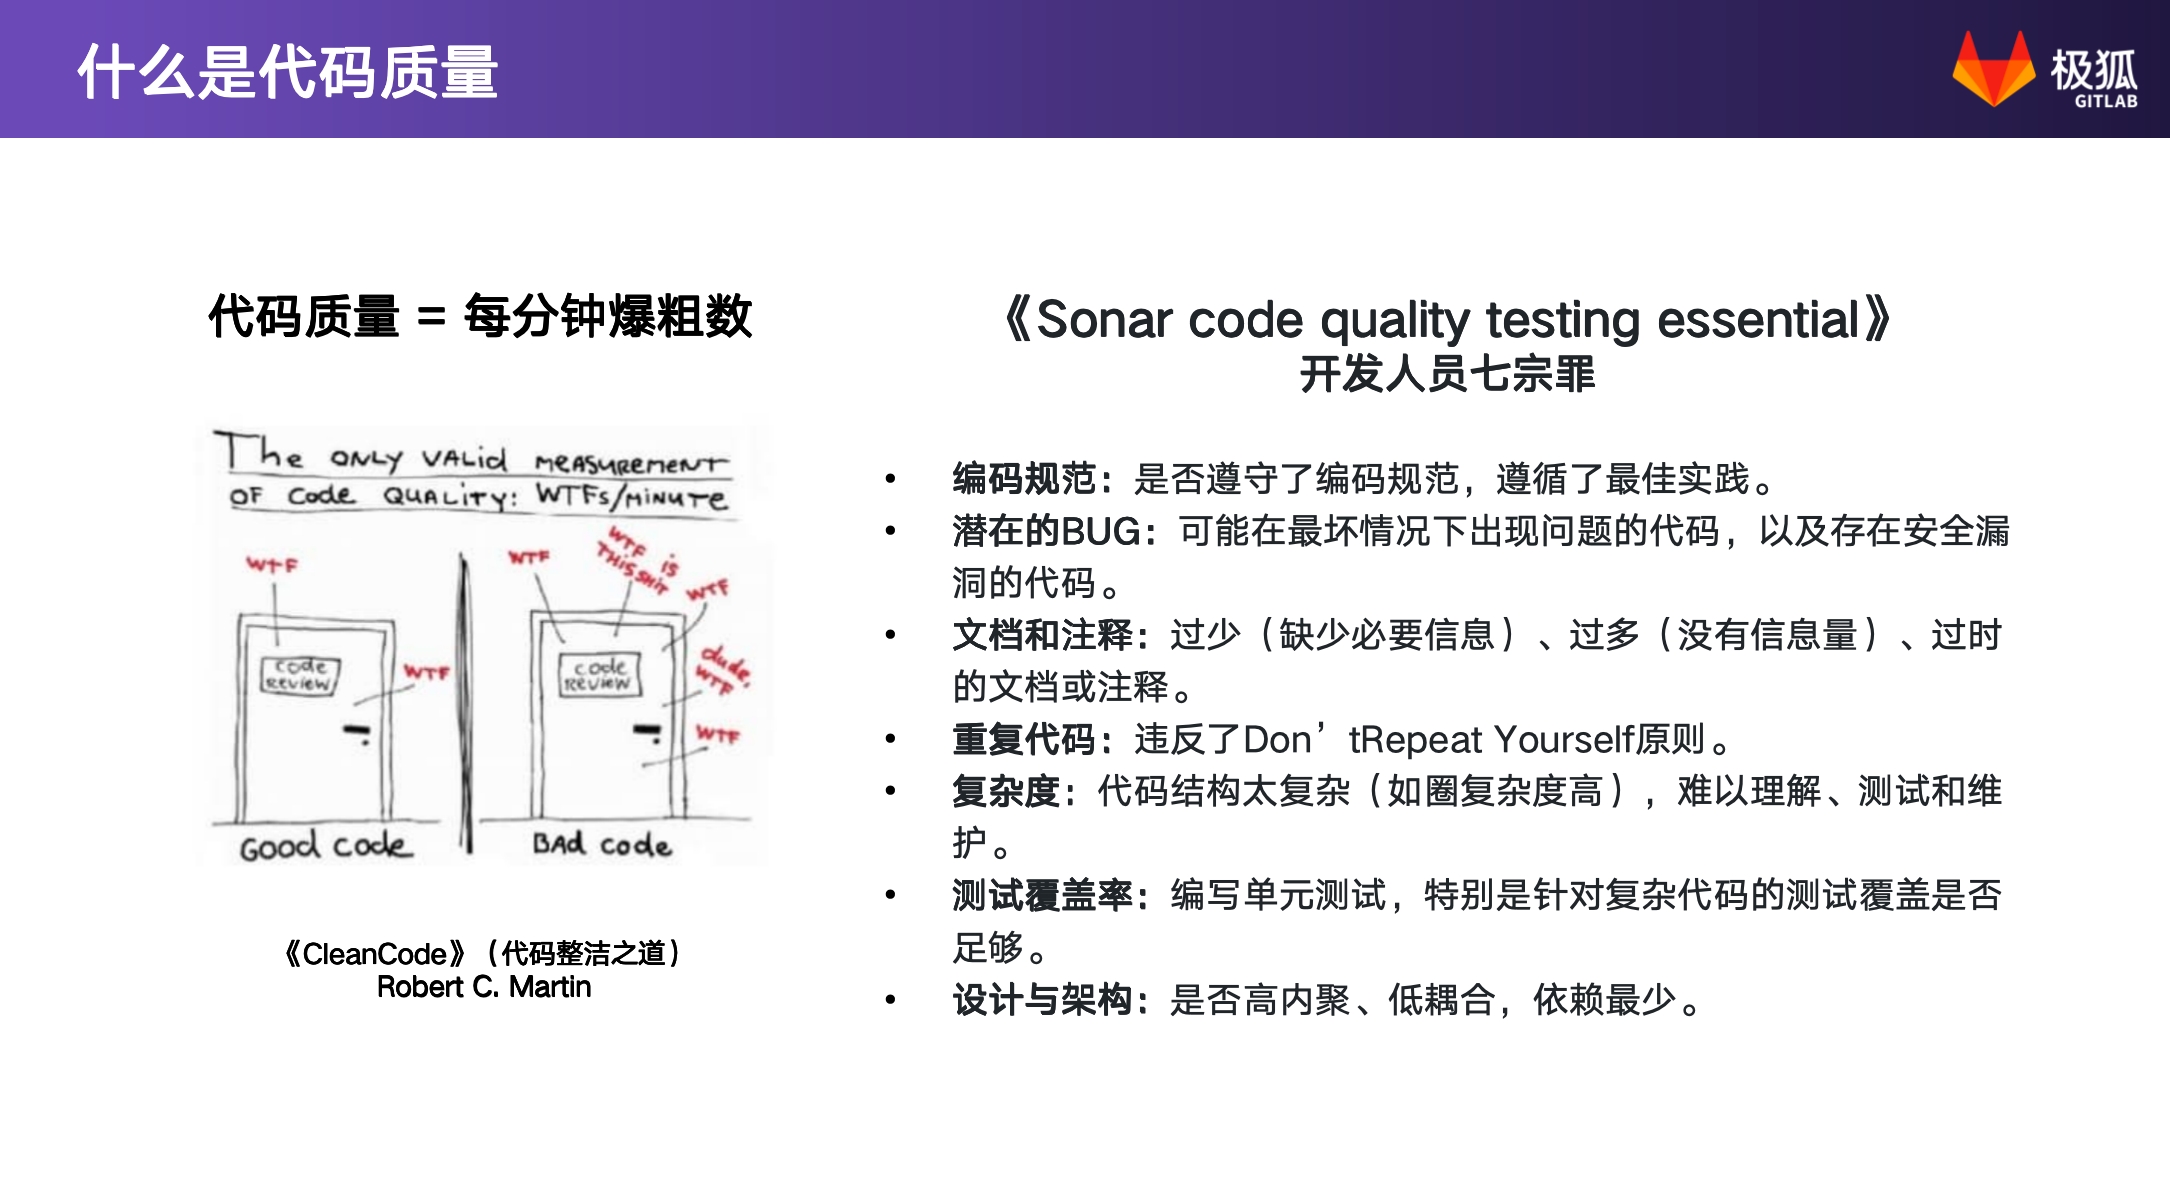 什么是代码质量
极狐
GITLAB
代码质量 = 每分钟爆粗数
The ONLY VALid MEASUREMENT
OF Code QUALITY: WTFs/MiNUTE
WTF
WTF
code
REVIEW
Good code
WTF
WTF IS
THIS SHIT
WTF
dude,
WTF
WTF
code
REVIEW
BAd code
《CleanCode》（代码整洁之道）
Robert C. Martin
《Sonar code quality testing essential》
开发人员七宗罪
• 编码规范：是否遵守了编码规范，遵循了最佳实践。
• 潜在的BUG：可能在最坏情况下出现问题的代码，以及存在安全漏
洞的代码。
• 文档和注释：过少（缺少必要信息）、过多（没有信息量）、过时
的文档或注释。
• 重复代码：违反了Don’tRepeat Yourself原则。
• 复杂度：代码结构太复杂（如圈复杂度高），难以理解、测试和维
护。
• 测试覆盖率：编写单元测试，特别是针对复杂代码的测试覆盖是否
足够。
• 设计与架构：是否高内聚、低耦合，依赖最少。